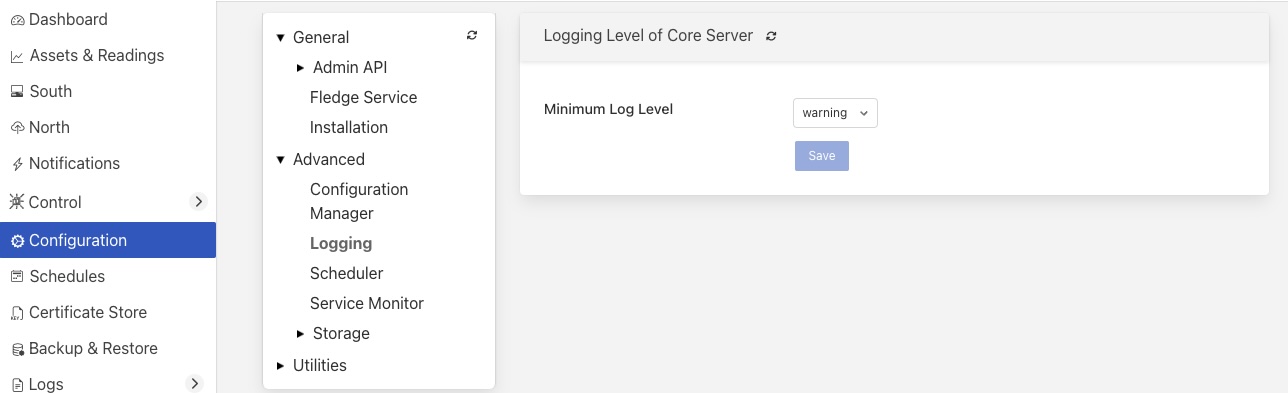 Dashboard
Assets & Readings
South
North
Notifications
Control
Configuration
Schedules
Certificate Store
Backup & Restore
Logs
General
Admin API
Fledge Service
Installation
Advanced
Configuration
Manager
Logging
Scheduler
Service Monitor
Storage
Utilities
Logging Level of Core Server
Minimum Log Level
warning
Save